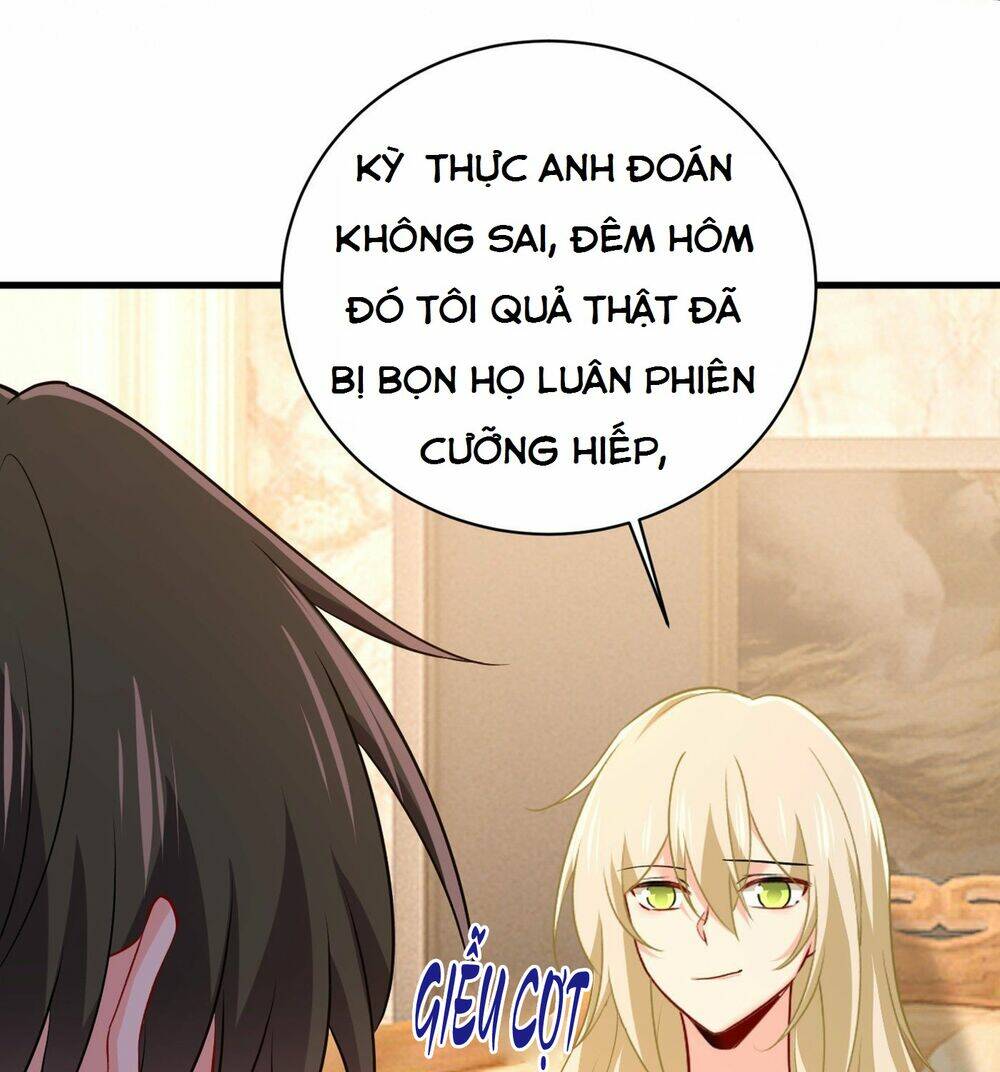 KỲ THỰC ANH ĐOÁN
KHÔNG SAI, ĐÊM HÔM
ĐÓ TÔI QUẢ THẬT ĐÃ
BỊ BỌN HỌ LUÂN PHIÊN
CƯỠNG HIẾP,
GIỄU CỢT